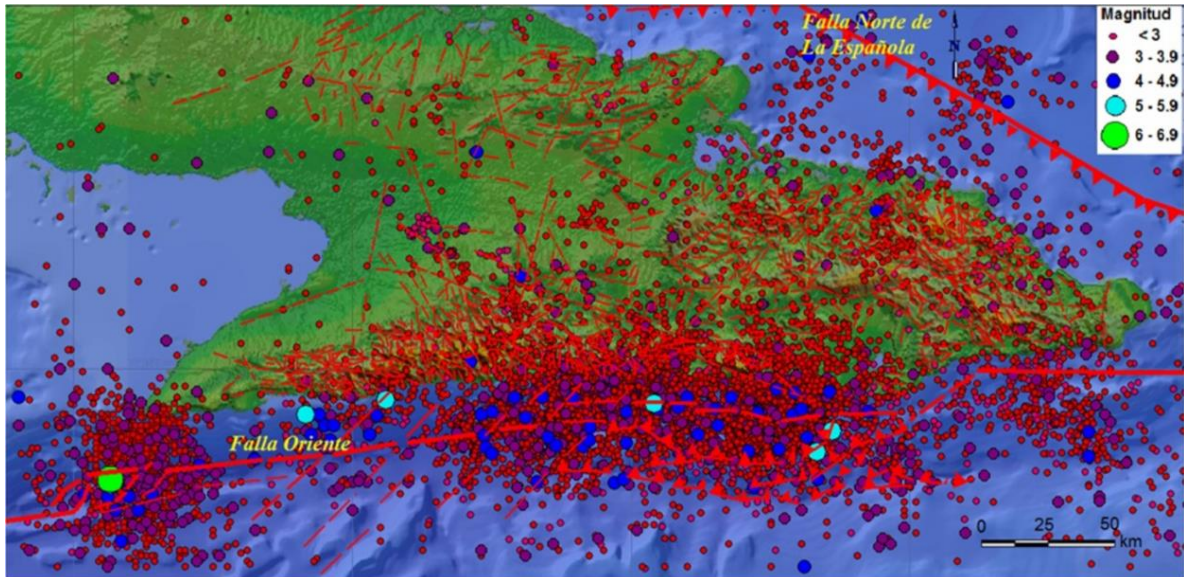 Falla Norte de
La Española
N
Magnitud
< 3
3 - 3.9
4 - 4.9
5 - 5.9
6 - 6.9
Falla Oriente
0 25 50
km